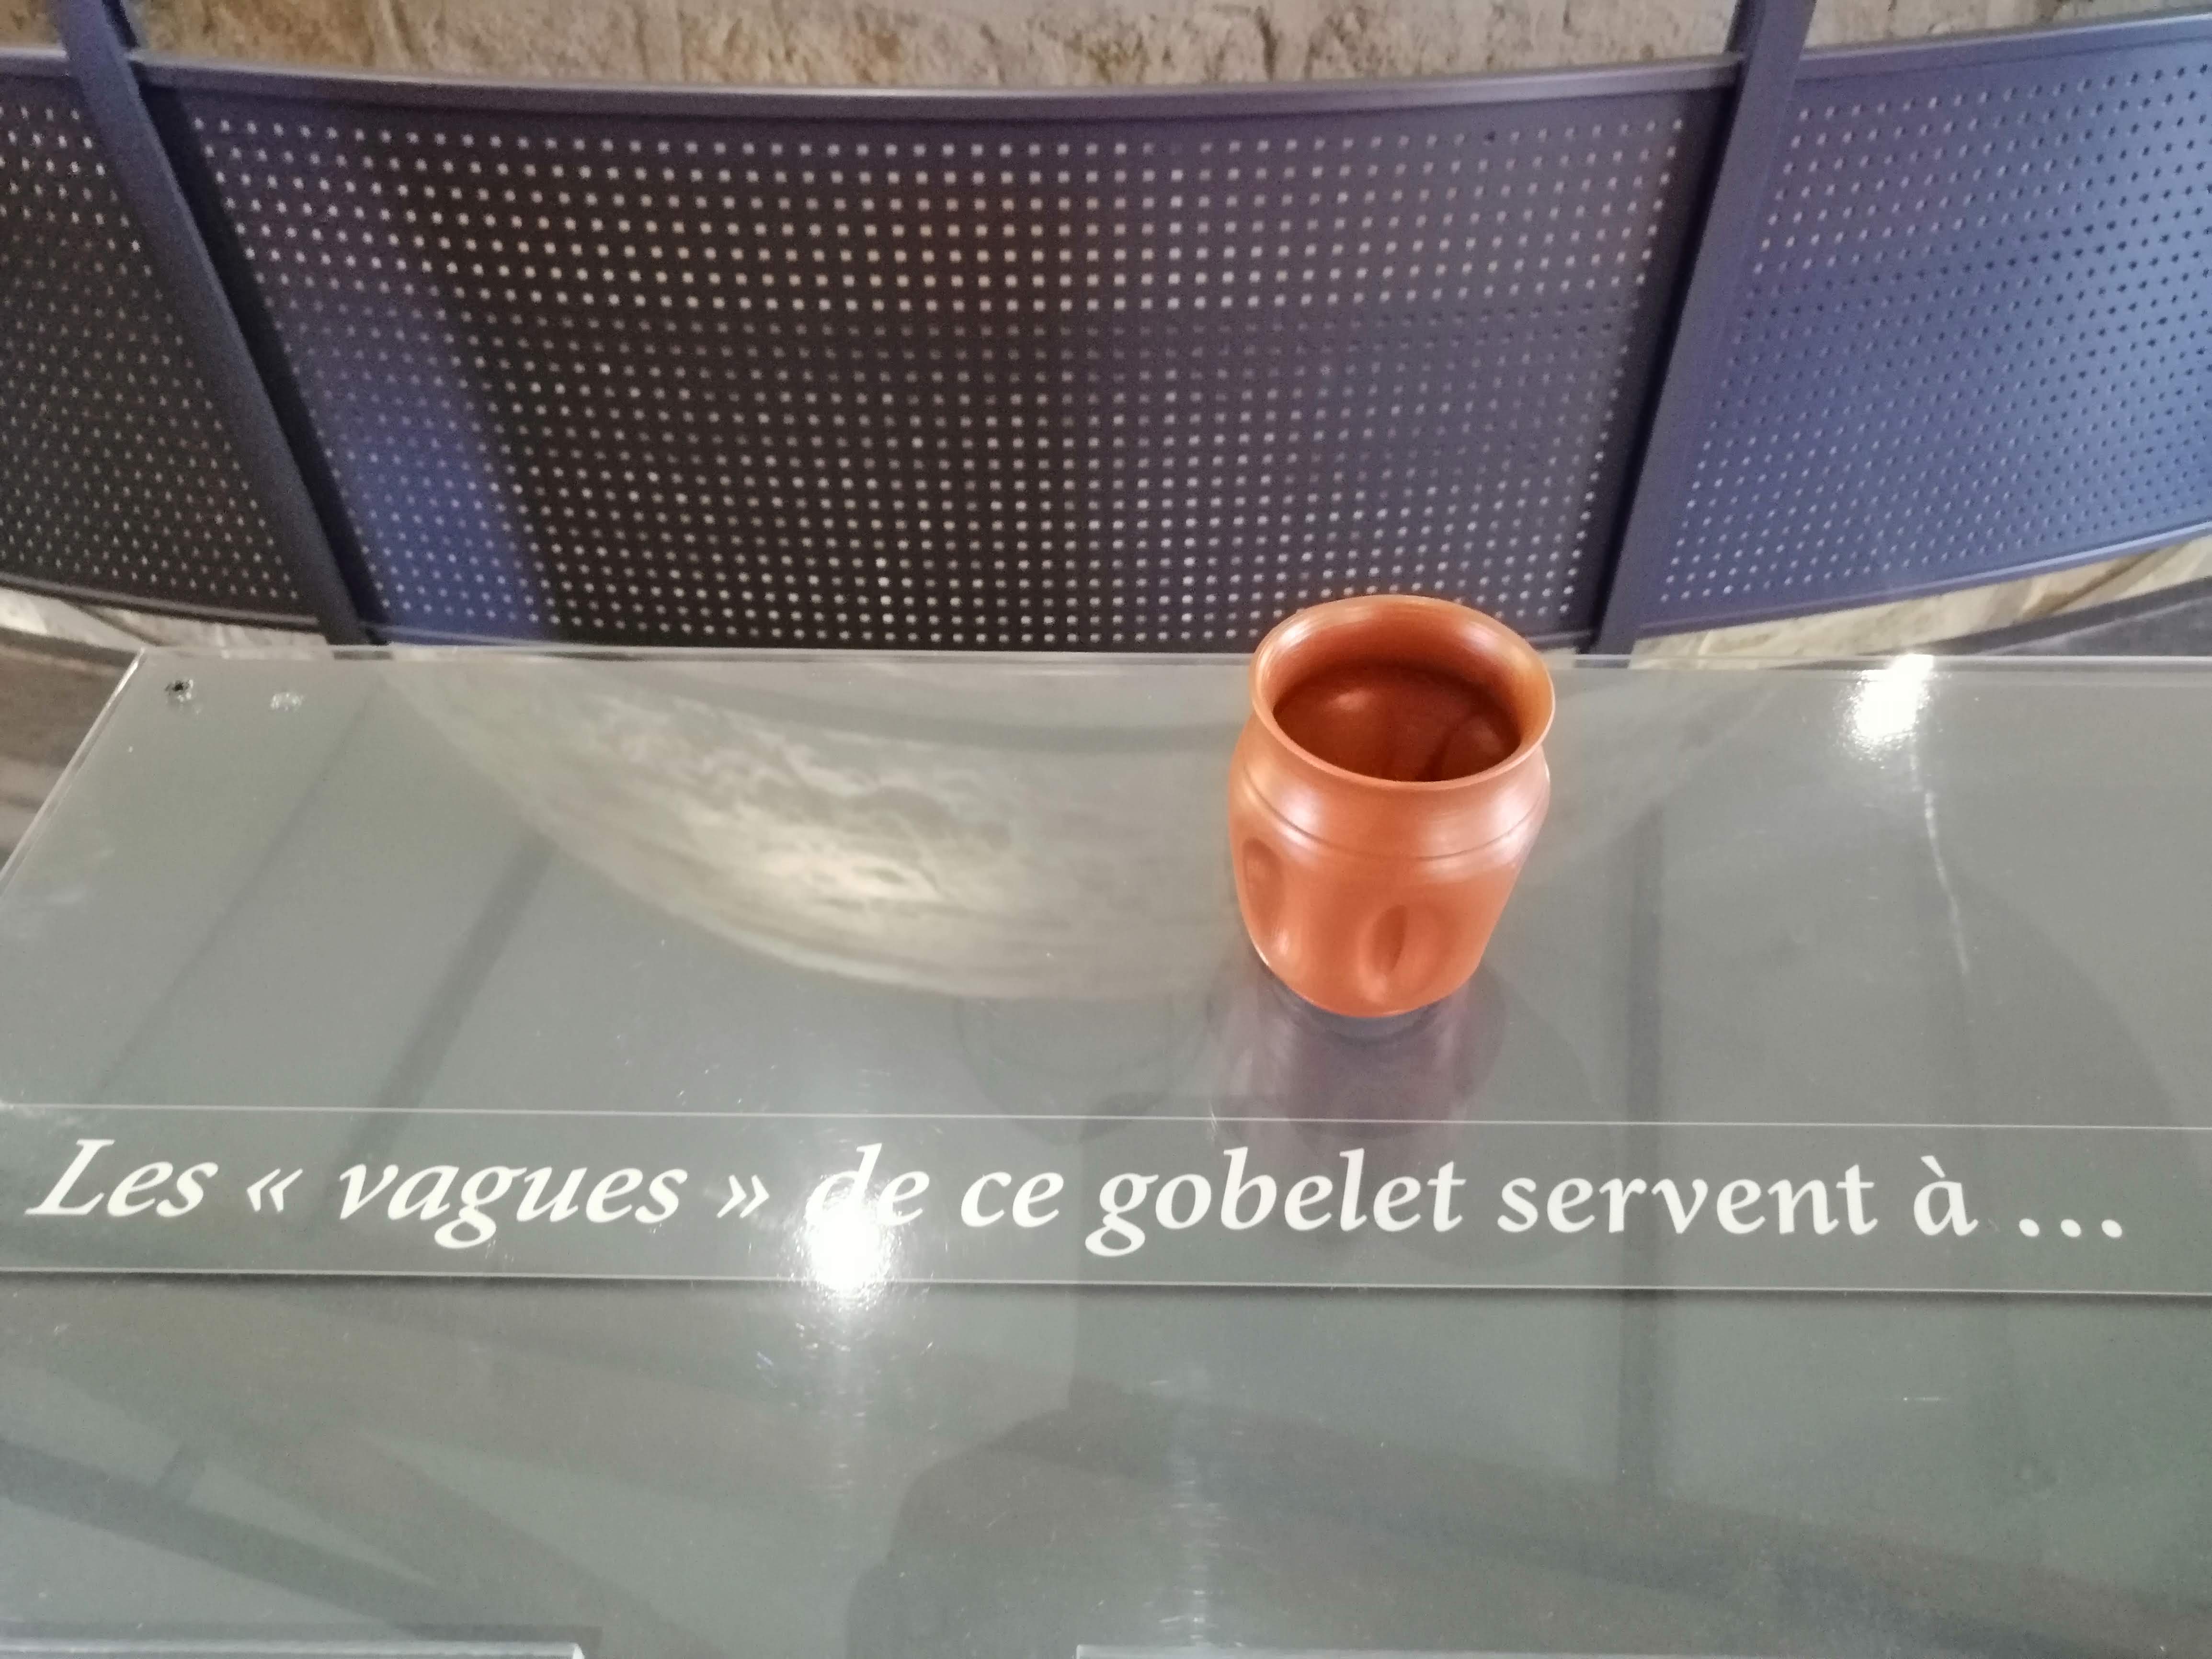 Les « vagues » de ce gobelet servent à ...